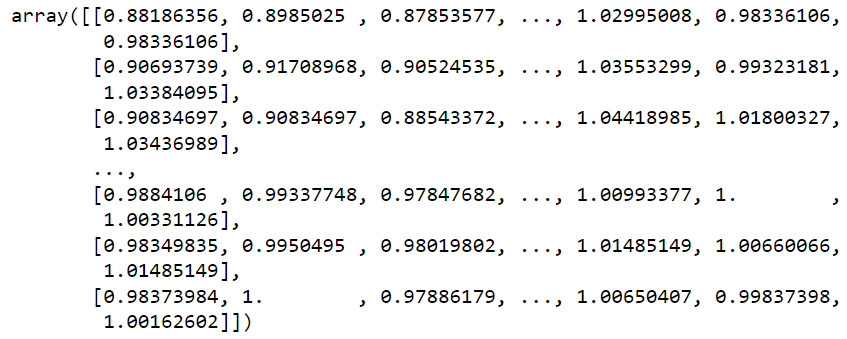 array([[0.88186356, 0.8985025 , 0.87853577, ..., 1.02995008, 0.98336106,
        0.98336106],
       [0.90693739, 0.91708968, 0.90524535, ..., 1.03553299, 0.99323181,
        1.03384095],
       [0.90834697, 0.90834697, 0.88543372, ..., 1.04418985, 1.01800327,
        1.03436989],
       ...,
       [0.9884106 , 0.99337748, 0.97847682, ..., 1.00993377, 1.        ,
        1.00331126],
       [0.98349835, 0.9950495 , 0.98019802, ..., 1.01485149, 1.00660066,
        1.01485149],
       [0.98373984, 1.        , 0.97886179, ..., 1.00650407, 0.99837398,
        1.00162602]])